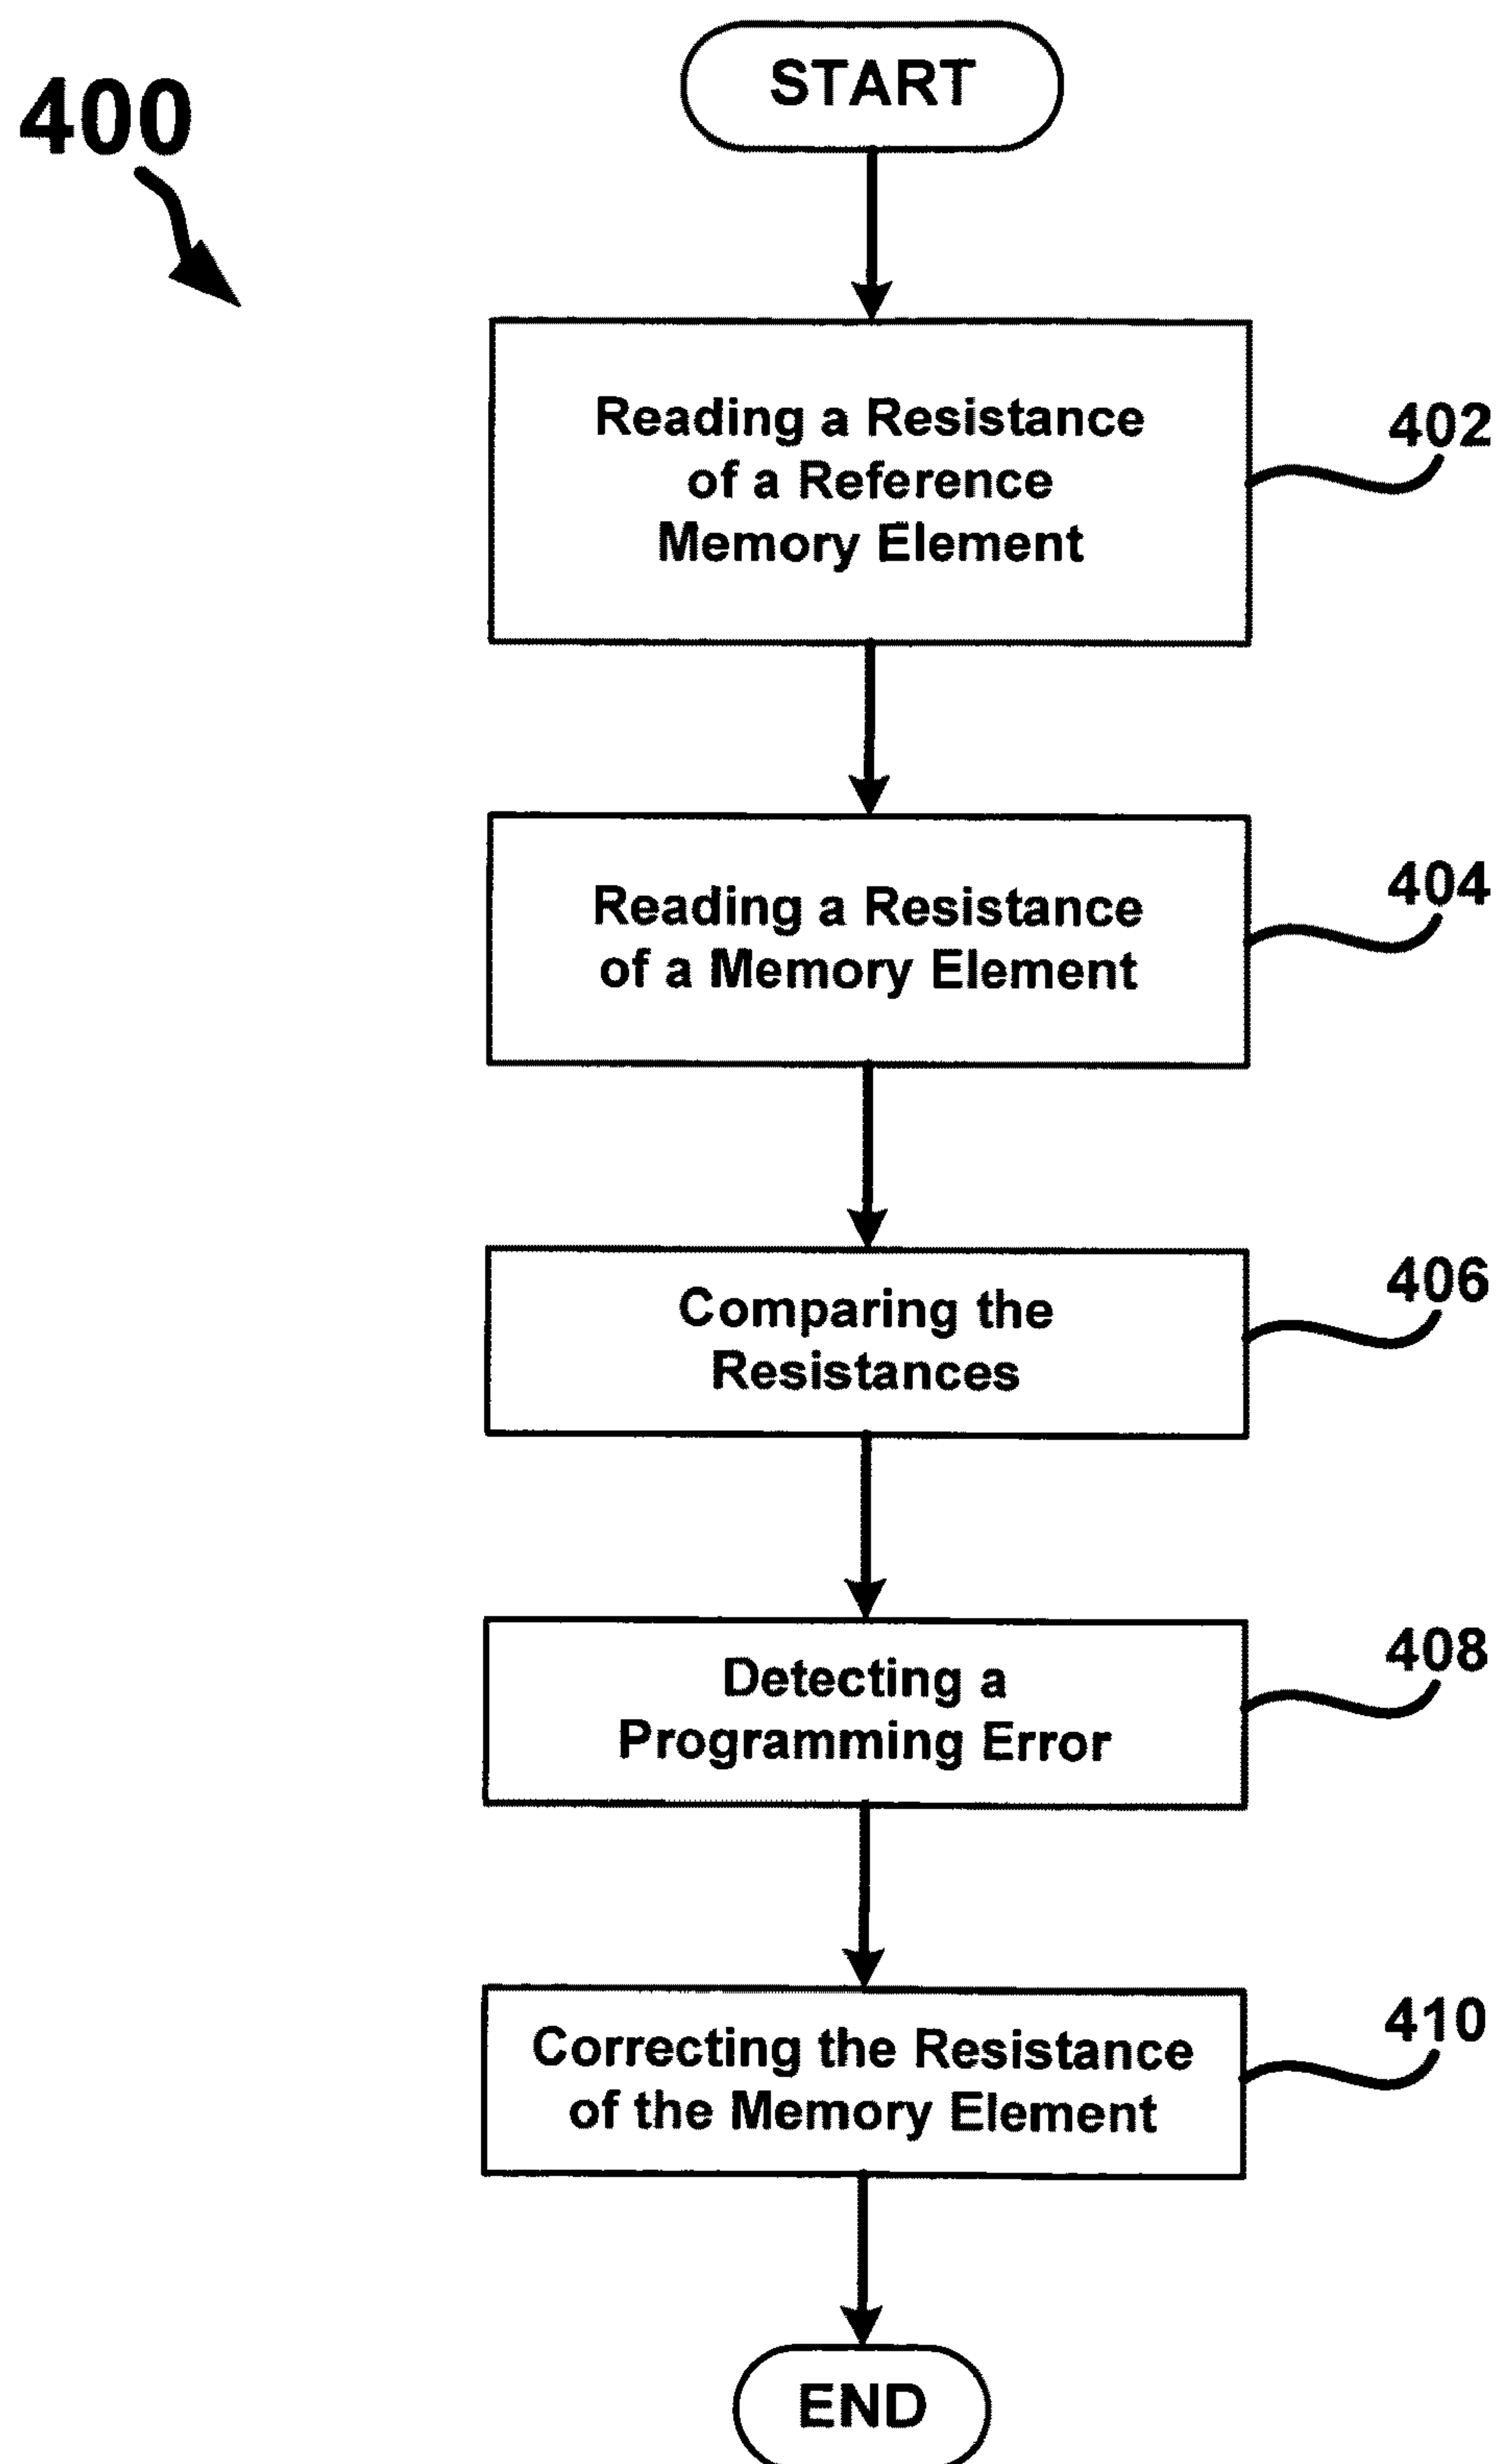 400
START
Reading a Resistance
of a Reference
Memory Element
402
Reading a Resistance
of a Memory Element
404
Comparing the
Resistances
406
Detecting a
Programming Error
408
Correcting the Resistance
of the Memory Element
410
END